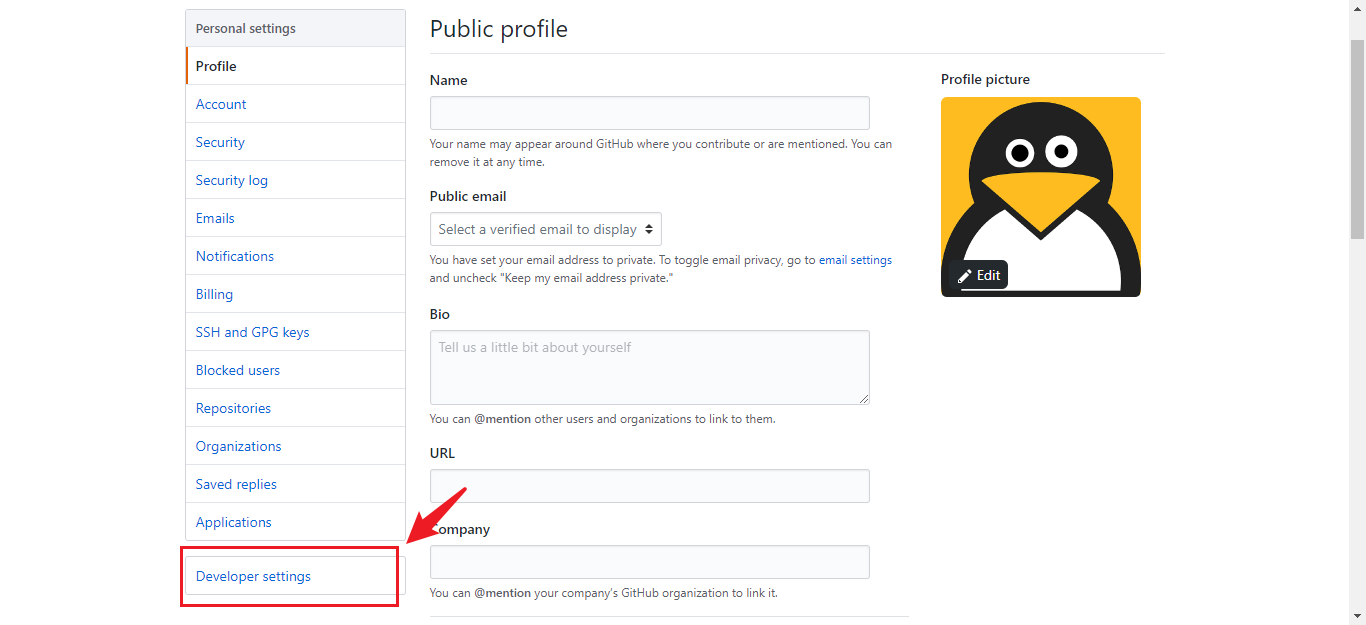 Personal settings
Profile
Account
Security
Security log
Emails
Notifications
Billing
SSH and GPG keys
Blocked users
Repositories
Organizations
Saved replies
Applications
Developer settings
Public profile
Name
Your name may appear around GitHub where you contribute or are mentioned. You can
remove it at any time.
Public email
Select a verified email to display
You have set your email address to private. To toggle email privacy, go to email settings
and uncheck "Keep my email address private."
Bio
Tell us a little bit about yourself
You can @mention other users and organizations to link to them.
URL
Company
You can @mention your company's GitHub organization to link it.
Profile picture
Edit